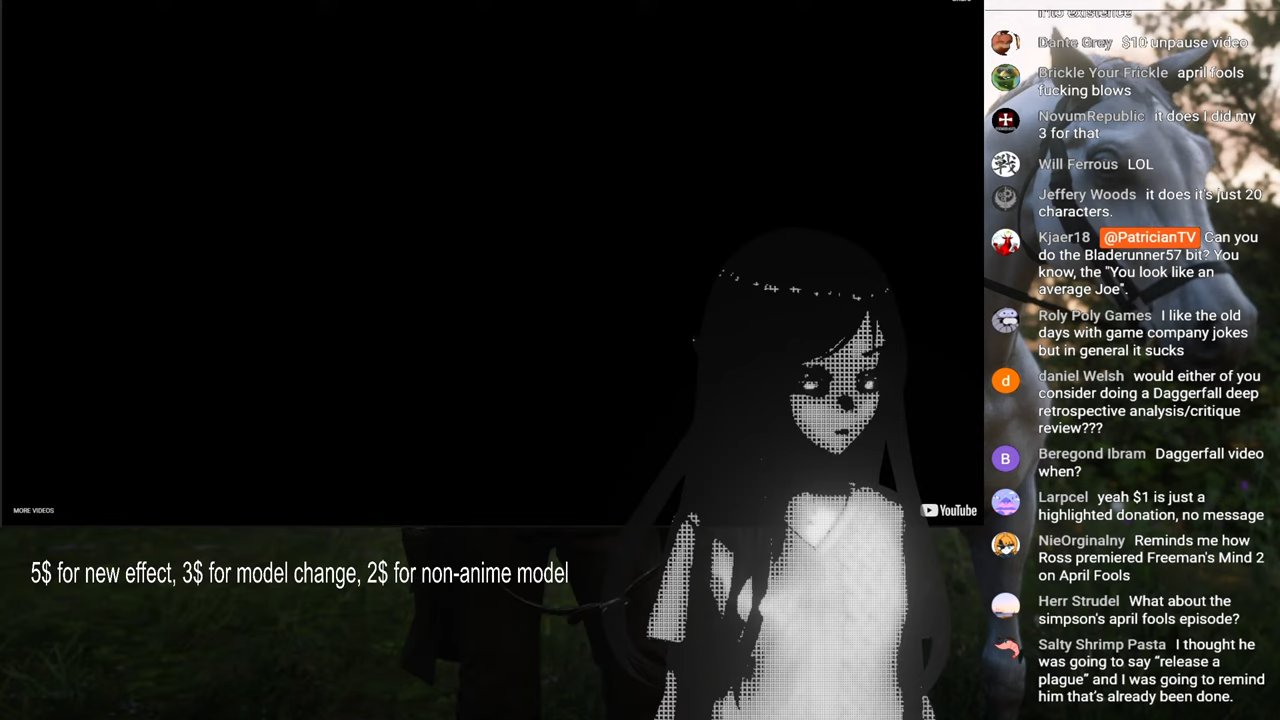 MORE VIDEOS
YouTube
5$ for new effect, 3$ for model change, 2$ for non-anime model
into existence
Dante Grey $10 unpause video
Brickle Your Frickle april fools
fucking blows
NovumRepublic it does I did my
3 for that
Will Ferrous LOL
Jeffery Woods it does it's just 20
characters.
Kjaer18 @PatricianTV Can you
do the Bladerunner57 bit? You
know, the "You look like an
average Joe".
Roly Poly Games I like the old
days with game company jokes
but in general it sucks
d
daniel Welsh would either of you
consider doing a Daggerfall deep
retrospective analysis/critique
review???
B
Beregond Ibram Daggerfall video
when?
Larpcel yeah $1 is just a
highlighted donation, no message
NieOrginalny Reminds me how
Ross premiered Freeman's Mind 2
on April Fools
Herr Strudel What about the
simpson's april fools episode?
Salty Shrimp Pasta I thought he
was going to say “release a
plague” and I was going to remind
him that's already been done.